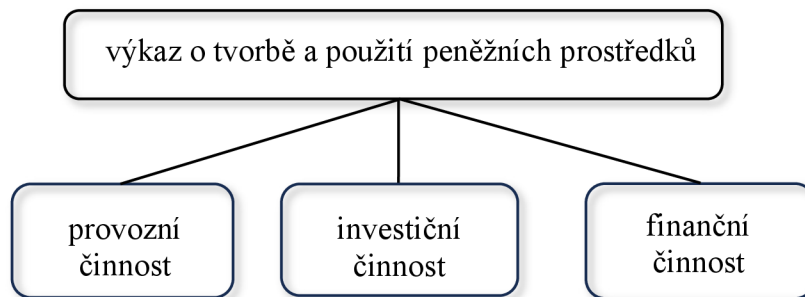 výkaz o tvorbě a použití peněžních prostředků
provozní
činnost
investiční
činnost
finanční
činnost